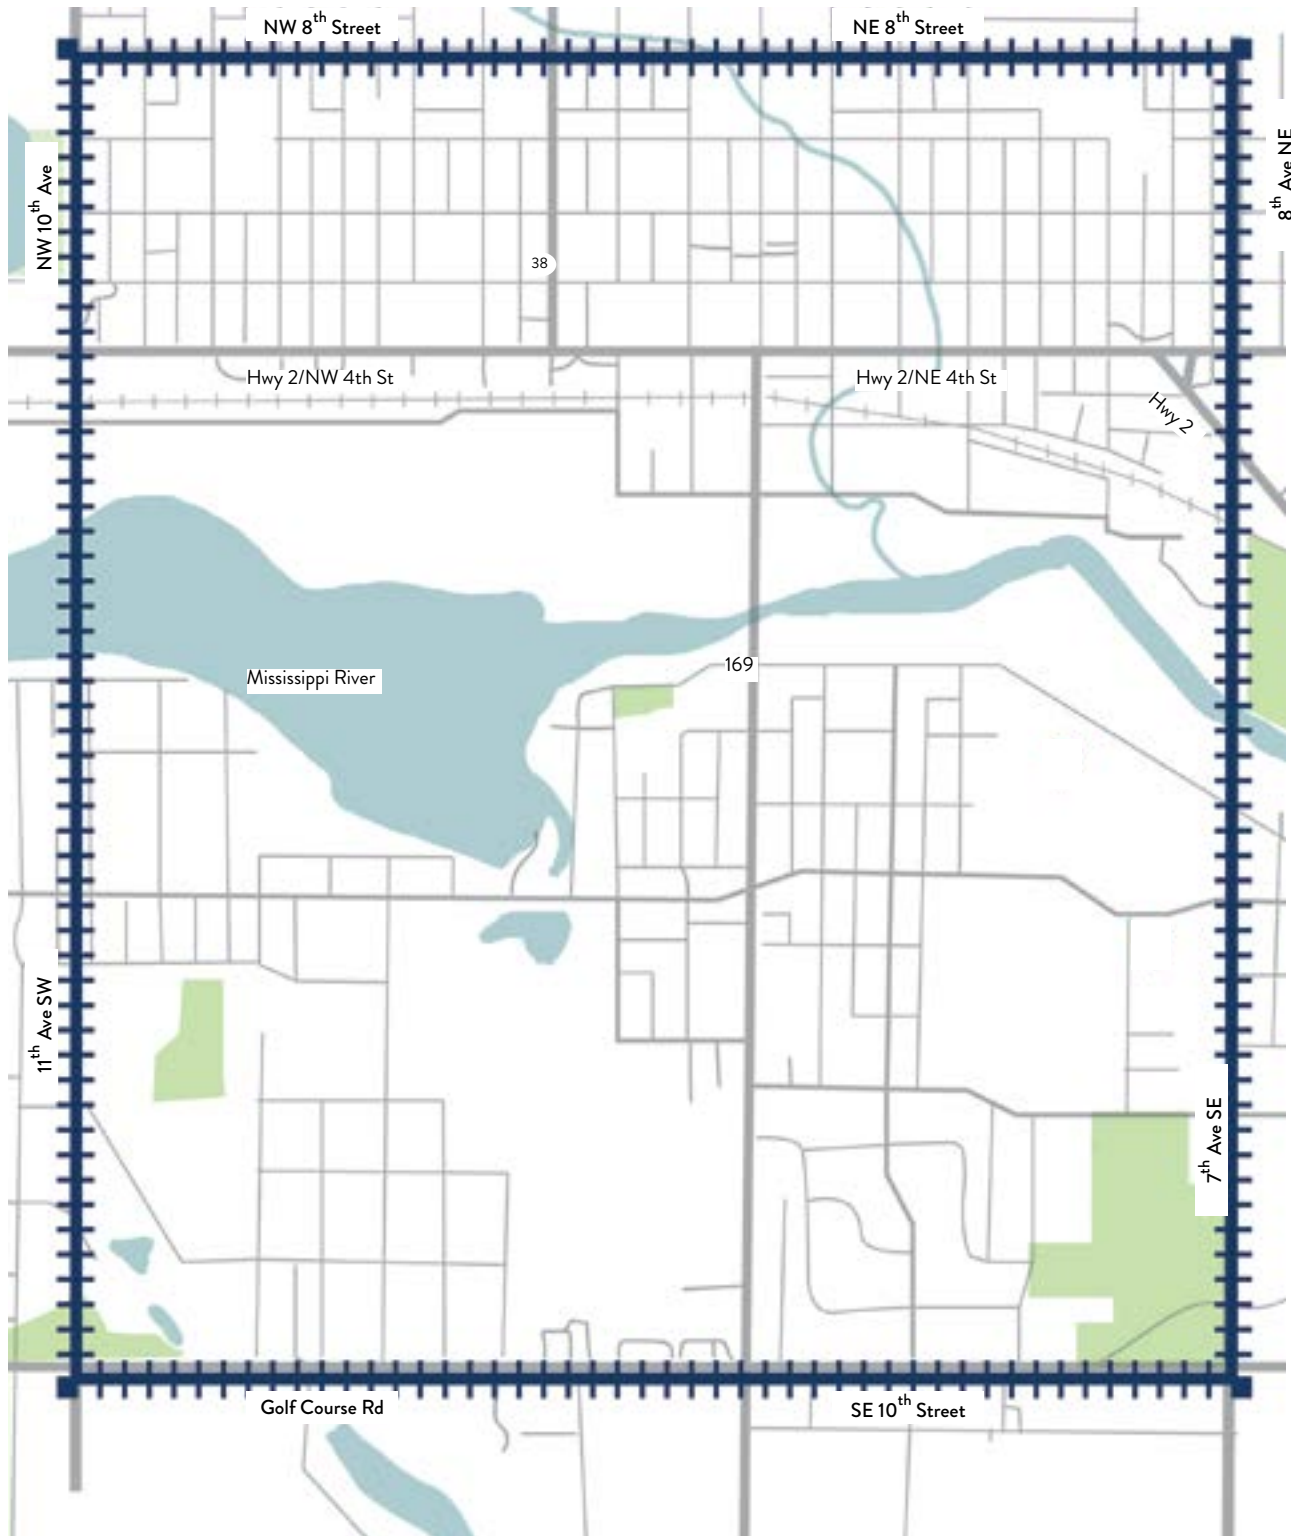 NW 8th Street
NE 8th Street
NW 10th Ave
8th Ave NE
38
Hwy 2/NW 4th St
Hwy 2/NE 4th St
Hwy 2
169
Mississippi River
11th Ave SW
7th Ave SE
Golf Course Rd
SE 10th Street